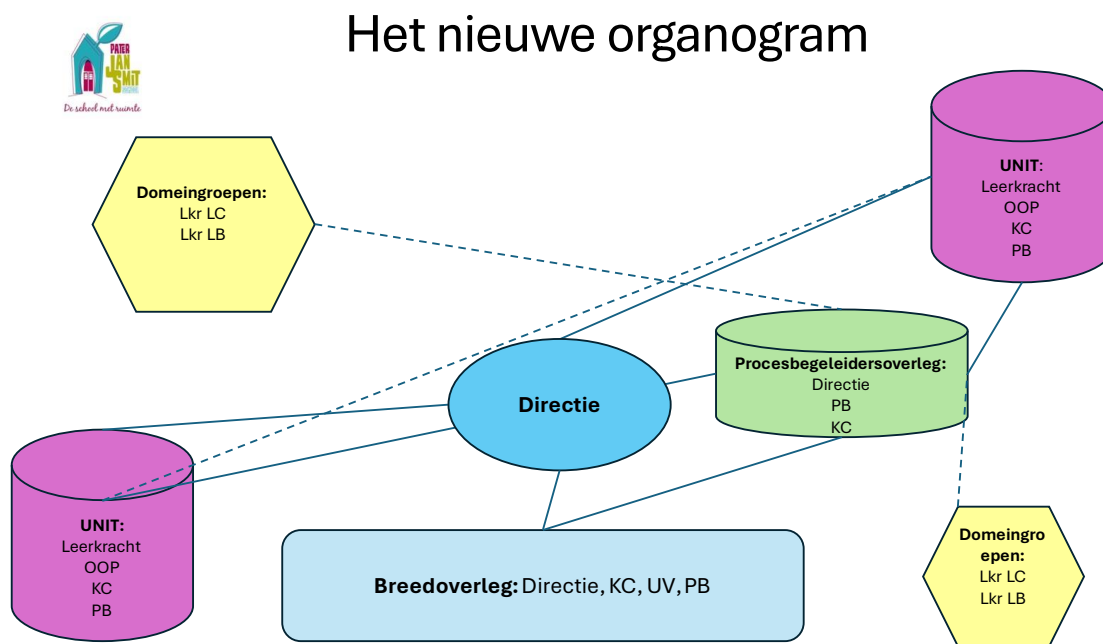 Het nieuwe organogram
PATER
JAN
SMIT
De school met ruimte
Domeingroepen:
Lkr LC
Lkr LB
UNIT:
Leerkracht
OOP
KC
PB
Procesbegeleidersoverleg:
Directie
PB
KC
Directie
UNIT:
Leerkracht
OOP
KC
PB
Breedoverleg: Directie, KC, UV, PB
Domeingro
epen:
Lkr LC
Lkr LB